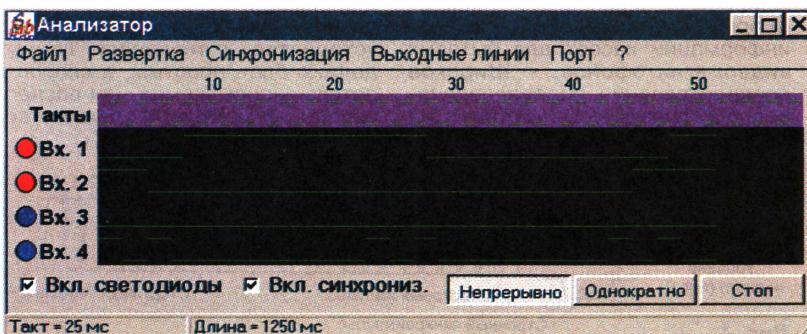 Анализатор
Файл Развертка Синхронизация Выходные линии Порт ?
10 20 30 40 50
Такты
Вх. 1
Вх. 2
Вх. 3
Вх. 4
Вкл. светодиоды Вкл. синхрониз. Непрерывно Однократно Стоп
Такт = 25 мс Длина = 1250 мс